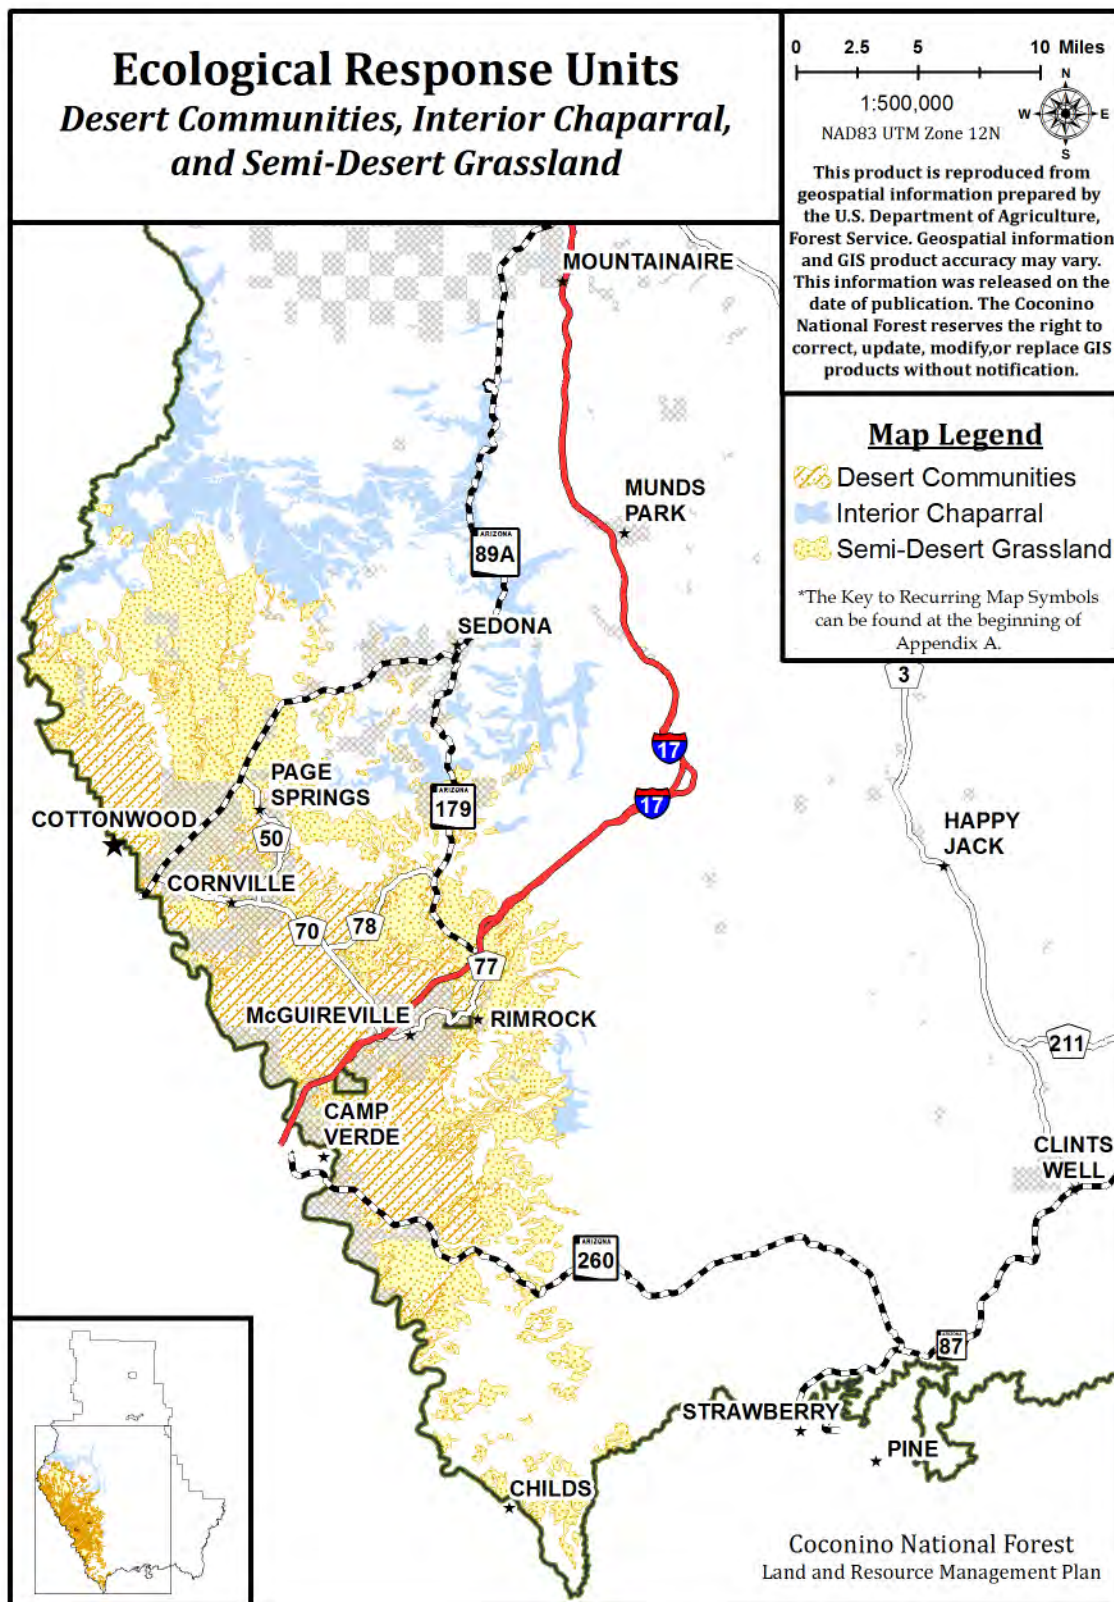 Ecological Response Units
Desert Communities, Interior Chaparral,
and Semi-Desert Grassland
0 2.5 5 10 Miles
1:500,000
NAD83 UTM Zone 12N
N
W E
S
This product is reproduced from
geospatial information prepared by
the U.S. Department of Agriculture,
Forest Service. Geospatial information
and GIS product accuracy may vary.
This information was released on the
date of publication. The Coconino
National Forest reserves the right to
correct, update, modify,or replace GIS
products without notification.
Map Legend
Desert Communities
Interior Chaparral
Semi-Desert Grassland
*The Key to Recurring Map Symbols
can be found at the beginning of
Appendix A.
MOUNTAINAIRE
MUNDS
PARK
ARIZONA
89A
SEDONA
3
17
17
PAGE
SPRINGS
ARIZONA
179
COTTONWOOD
50
HAPPY
JACK
CORNVILLE
70
78
77
McGUIREVILLE
RIMROCK
211
CAMP
VERDE
CLINTS
WELL
ARIZONA
260
ARIZONA
87
STRAWBERRY
PINE
CHILDS
Coconino National Forest
Land and Resource Management Plan